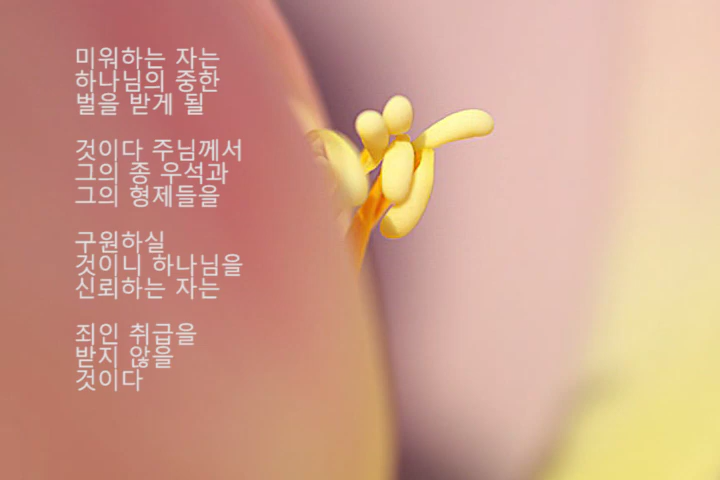 미워하는 자는
하나님의 중한
벌을 받게 될
것이다 주님께서
그의 종 우석과
그의 형제들을
구원하실
것이니 하나님을
신뢰하는 자는
죄인 취급을
받지 않을
것이다